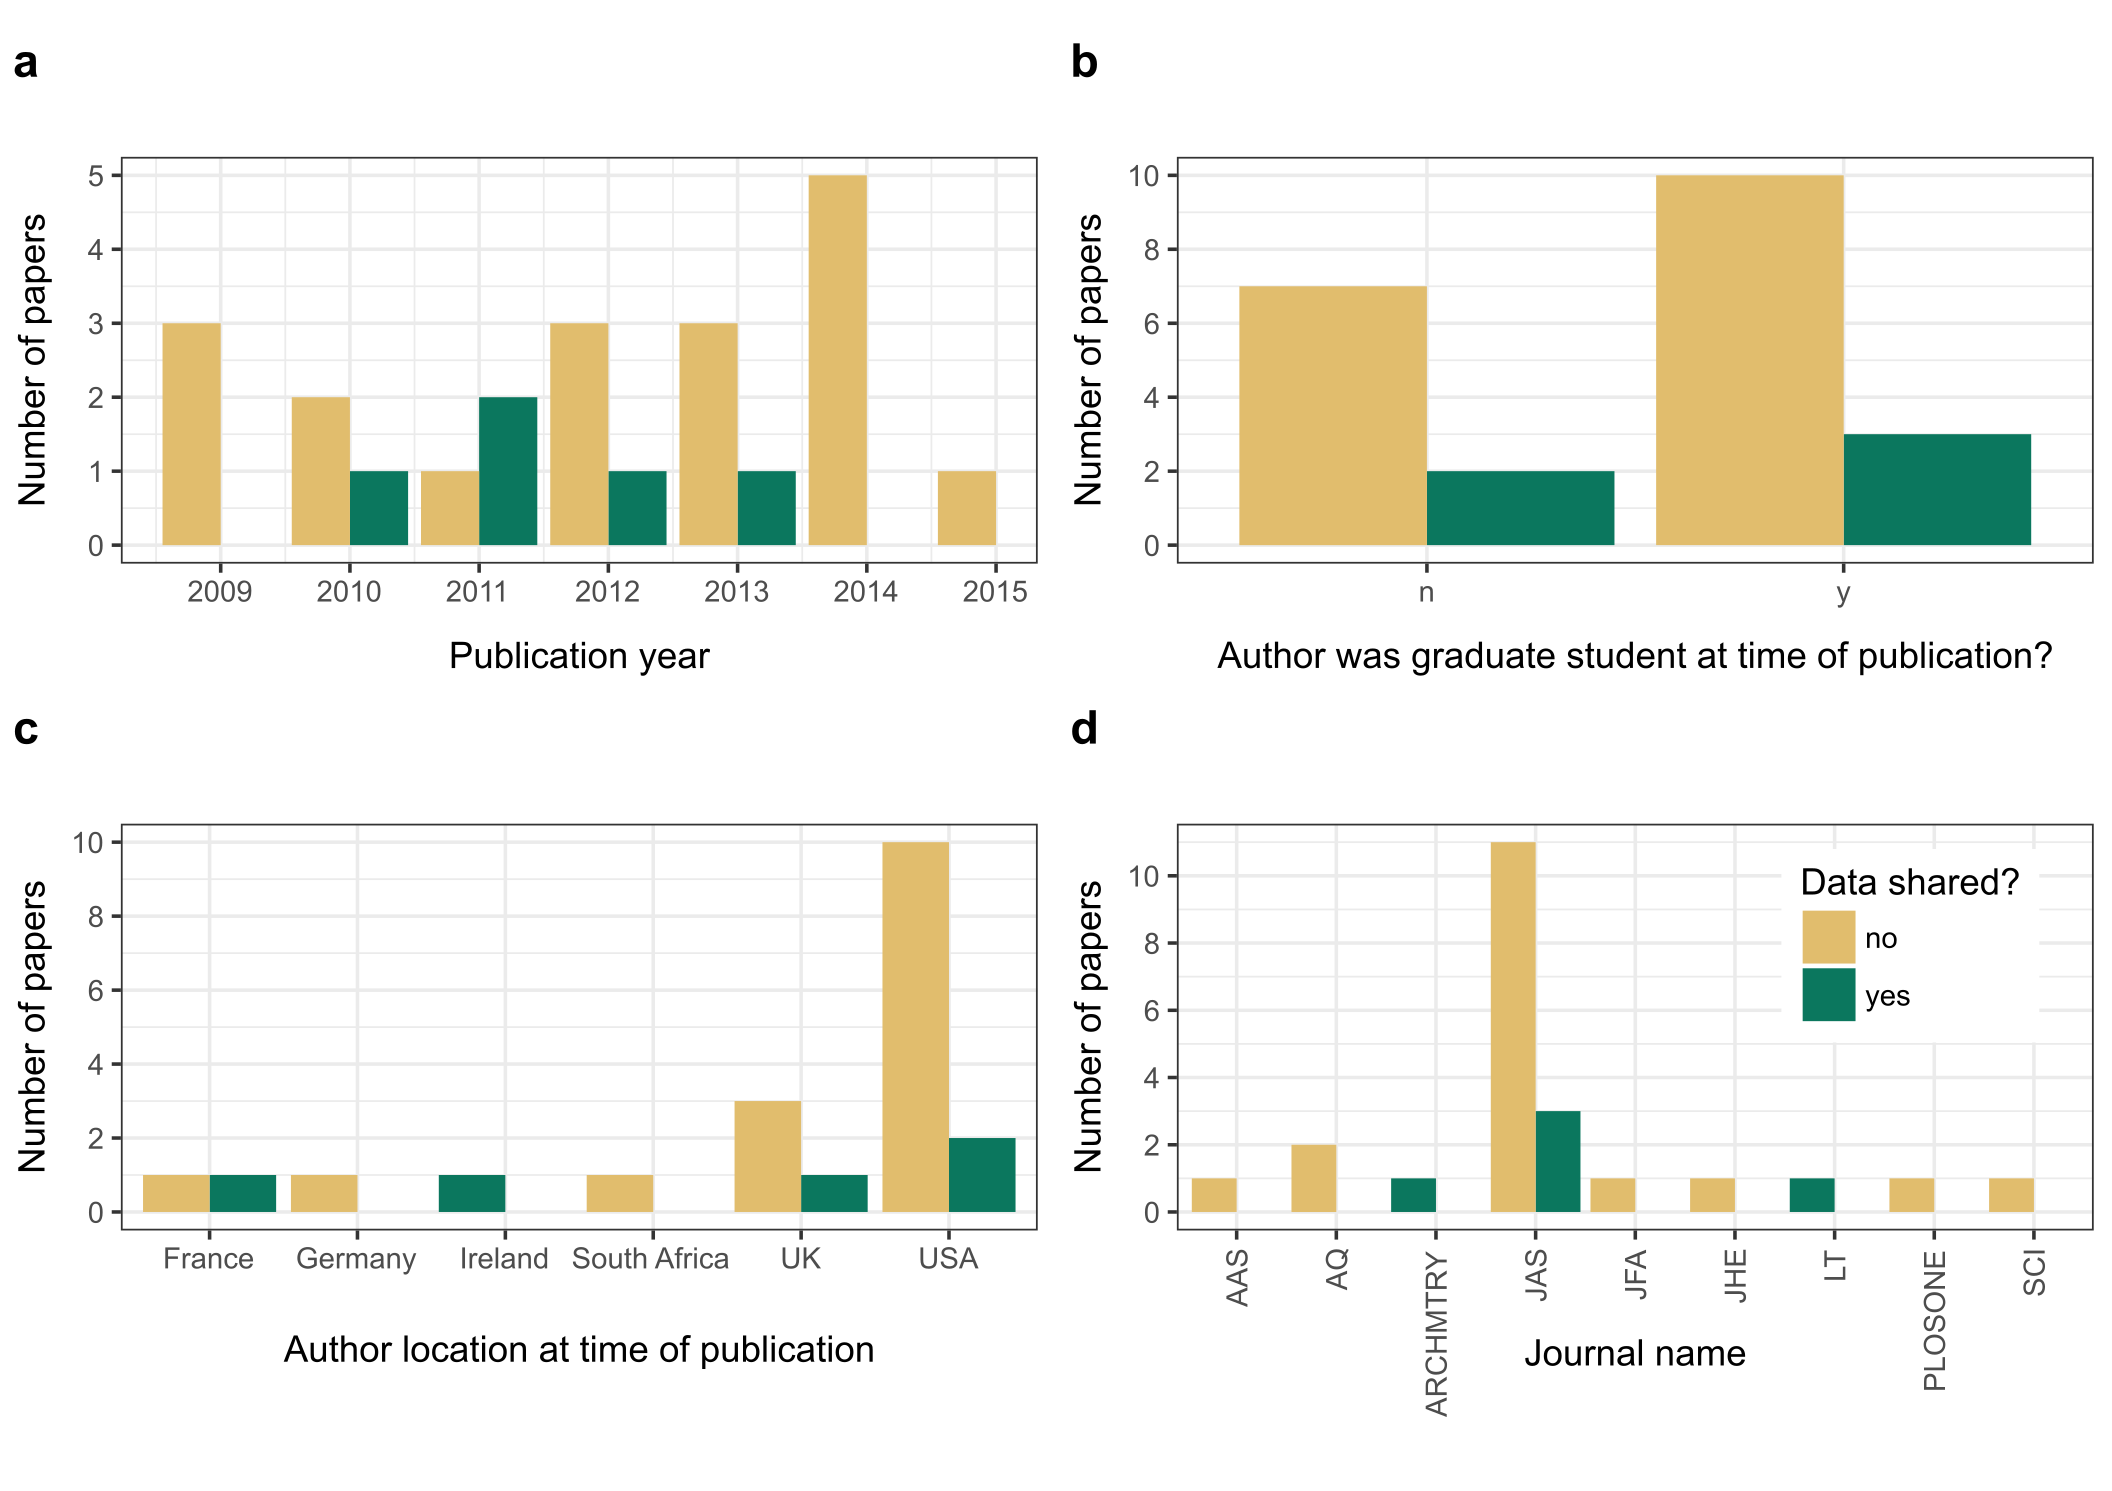 a
Number of papers
5
4
3
2
1
0
2009 2010 2011 2012 2013 2014 2015
Publication year
b
Number of papers
10
8
6
4
2
0
n y
Author was graduate student at time of publication?
c
Number of papers
10
8
6
4
2
0
France Germany Ireland South Africa UK USA
Author location at time of publication
d
Number of papers
10
8
6
4
2
0
Data shared?
no
yes
AAS AQ ARCHMTRY JAS JFA JHE LT PLOSONE SCI
Journal name